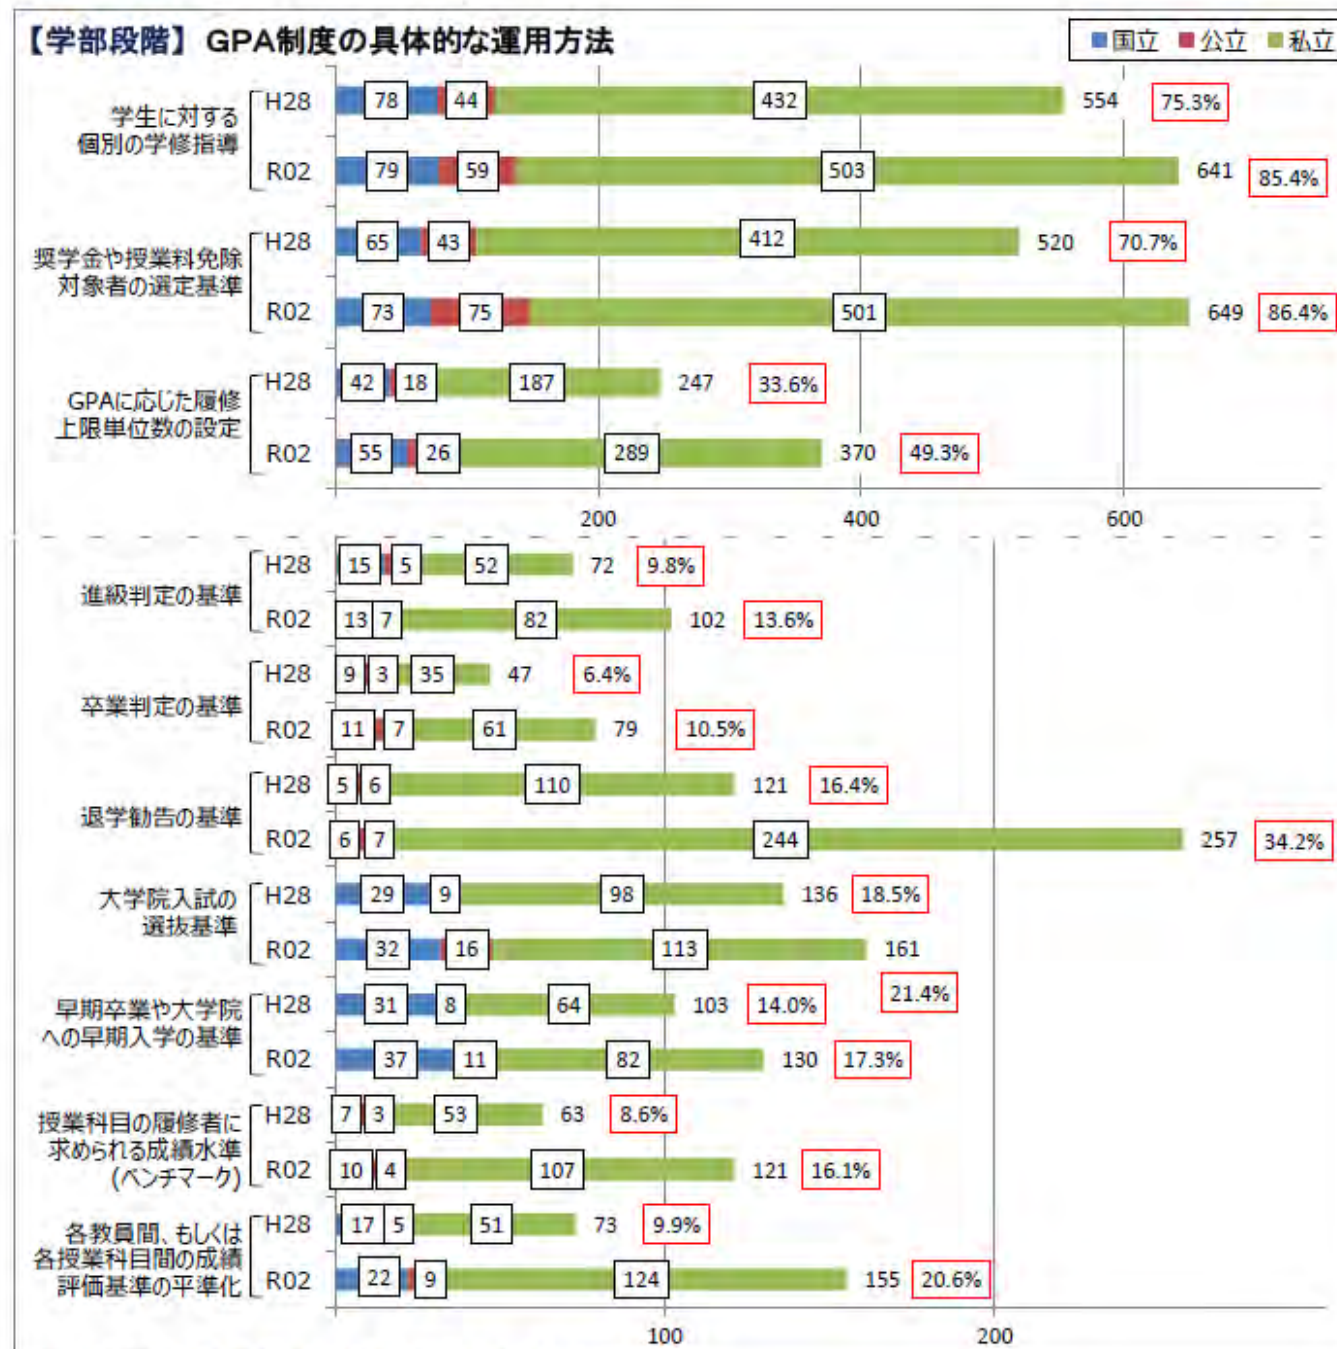 【学部段階】 GPA制度の具体的な運用方法
■国立 ■公立 ■私立
学生に対する
個別の学修指導
H28 78 44 432 554 75.3%
R02 79 59 503 641 85.4%
奨学金や授業料免除
対象者の選定基準
H28 65 43 412 520 70.7%
R02 73 75 501 649 86.4%
GPAに応じた履修
上限単位数の設定
H28 42 18 187 247 33.6%
R02 55 26 289 370 49.3%
200 400 600
進級判定の基準
H28 15 5 52 72 9.8%
R02 13 7 82 102 13.6%
卒業判定の基準
H28 9 3 35 47 6.4%
R02 11 7 61 79 10.5%
退学勧告の基準
H28 5 6 110 121 16.4%
R02 6 7 244 257 34.2%
大学院入試の
選抜基準
H28 29 9 98 136 18.5%
R02 32 16 113 161
21.4%
早期卒業や大学院
への早期入学の基準
H28 31 8 64 103 14.0%
R02 37 11 82 130 17.3%
授業科目の履修者に
求められる成績水準
(ベンチマーク)
H28 7 3 53 63 8.6%
R02 10 4 107 121 16.1%
各教員間、もしくは
各授業科目間の成績
評価基準の平準化
H28 17 5 51 73 9.9%
R02 22 9 124 155 20.6%
100 200